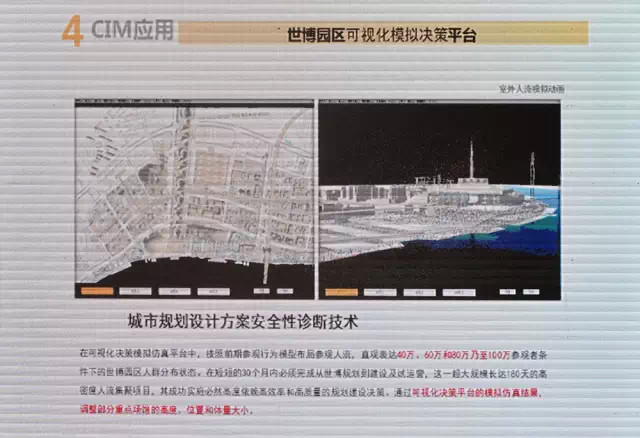 4 CIM应用
世博园区可视化模拟决策平台
室外人流模拟动画
城市规划设计方案安全性诊断技术
在可视化决策模拟仿真平台中，按照前期参观行为模型布局参观人流，直观表达40万、60万和80万乃至100万参观者条
件下的世博园区人群分布状态。在短短的30个月内必须完成从世博规划到建设及试运营，这一超大规模长达180天的高
密度人流集聚项目，其成功实施必然高度依赖高效率和高质量的规划建设决策。通过可视化决策平台的模拟仿真结果，
调整部分重点场馆的高度、位置和体量大小。